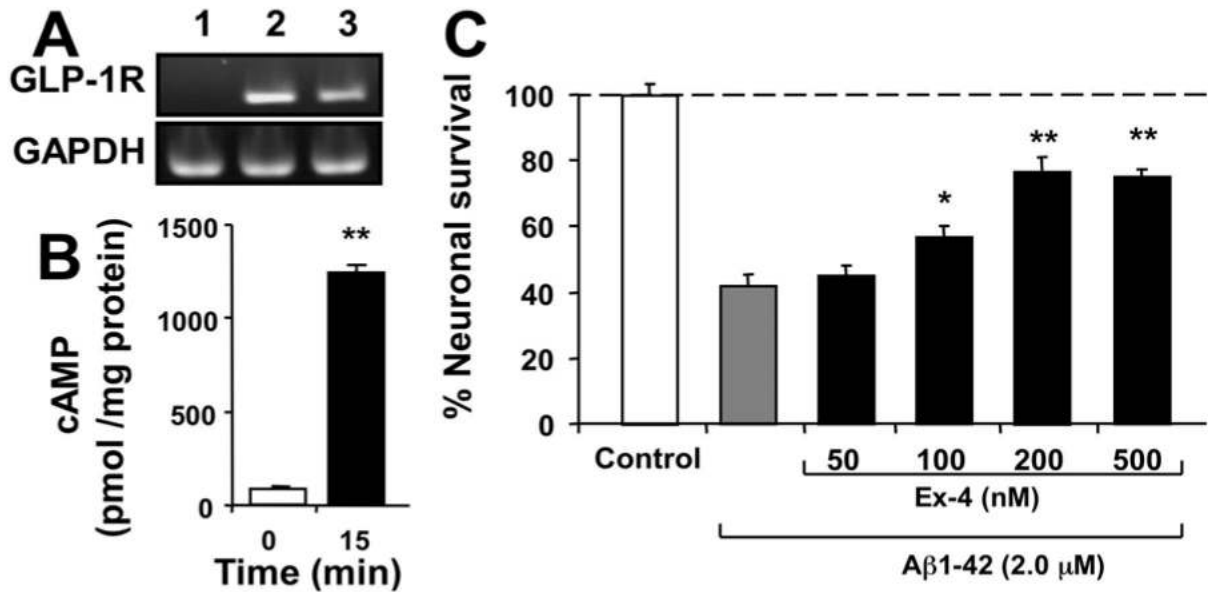 A
1 2 3
GLP-1R
GAPDH
B
cAMP
(pmol /mg protein)
1500
1000
500
0
**
0 15
Time (min)
C
% Neuronal survival
100
80
60
40
20
0
*
**
**
Control
50 100 200 500
Ex-4 (nM)
Aβ1-42 (2.0 μM)